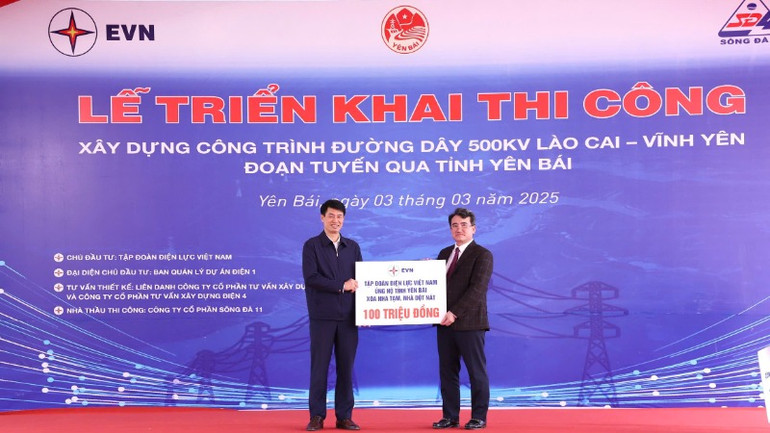 EVN
YÊN BÁI
SÔNG ĐÀ
LỄ TRIỂN KHAI THI CÔNG
XÂY DỰNG CÔNG TRÌNH ĐƯỜNG DÂY 500KV LÀO CAI – VĨNH YÊN
ĐOẠN TUYẾN QUA TỈNH YÊN BÁI
Yên Bái, ngày 03 tháng 03 năm 2025
CHỦ ĐẦU TƯ: TẬP ĐOÀN ĐIỆN LỰC VIỆT NAM
ĐẠI DIỆN CHỦ ĐẦU TƯ: BAN QUẢN LÝ DỰ ÁN ĐIỆN 1
TƯ VẤN THIẾT KẾ: LIÊN DANH CÔNG TY CỔ PHẦN TƯ VẤN XÂY
VÀ CÔNG TY CỔ PHẦN TƯ VẤN XÂY DỰNG ĐIỆN 4
NHÀ THẦU THI CÔNG: CÔNG TY CỔ PHẦN SÔNG ĐÀ 11
EVN
TẬP ĐOÀN ĐIỆN LỰC VIỆT NAM
ỦNG HỘ TỈNH YÊN BÁI
XÓA NHÀ TẠM, NHÀ DỘT NÁT
100 TRIỆU ĐỒNG